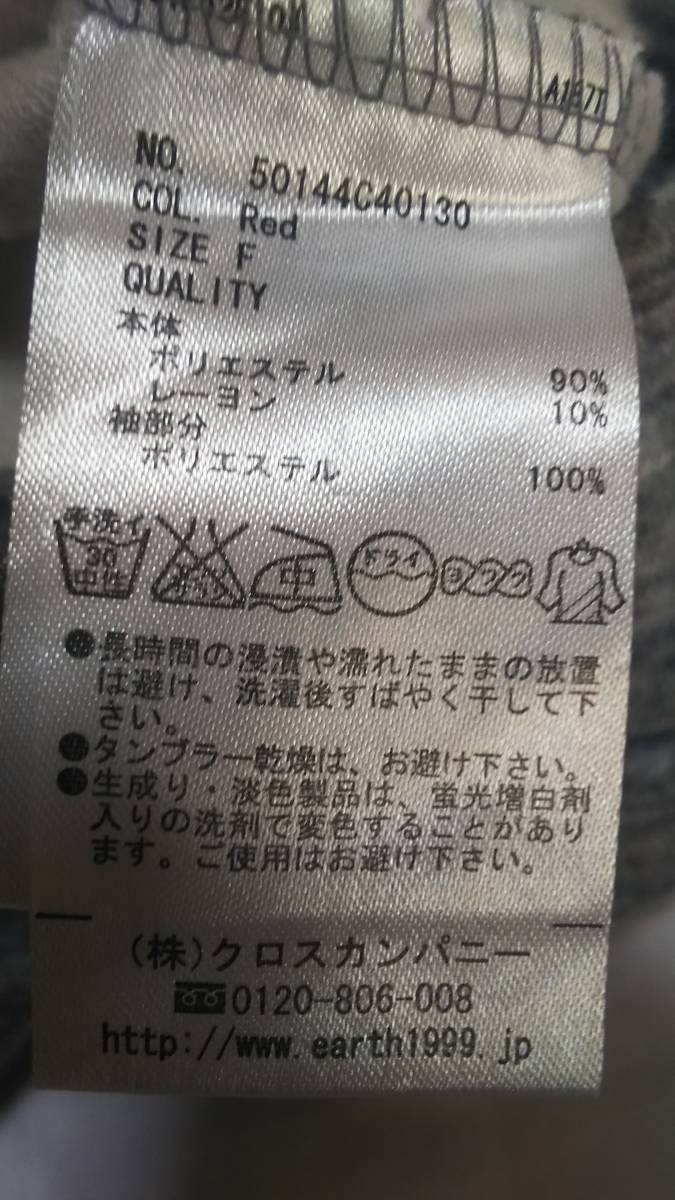 A187T
NO. 50144C40130
COL. Red
SIZE F
QUALITY
本体
ポリエステル 90%
レーヨン 10%
袖部分
ポリエステル 100%
手洗イ
30
中性
中
ドライ
ヨワク
●長時間の浸漬や濡れたままの放置
は避け、洗濯後すばやく干して下
さい。
●タンブラー乾燥は、お避け下さい。
●生成り・淡色製品は、蛍光増白剤
入りの洗剤で変色することがあり
ます。ご使用はお避け下さい。
(株)クロスカンパニー
0120-806-008
http://www.earth1999.jp